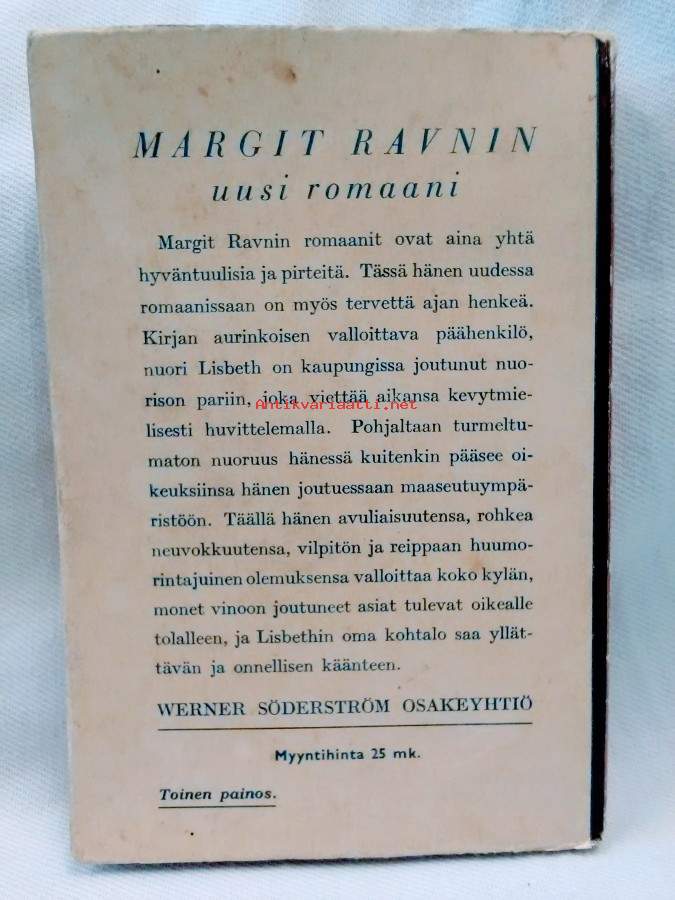 MARGIT RAVNIN
uusi romaani
Margit Ravnin romaanit ovat aina yhtä
hyväntuulisia ja pirteitä. Tässä hänen uudessa
romaanissaan on myös tervettä ajan henkeä.
Kirjan aurinkoisen valloittava päähenkilö,
nuori Lisbeth on kaupungissa joutunut nuo-
rison pariin, joka viettää aikansa kevytmie-
Antikvariaatti.net
lisesti huvittelemalla. Pohjaltaan turmeltu-
maton nuoruus hänessä kuitenkin pääsee oi-
keuksiinsa hänen joutuessaan maaseutuympä-
ristöön. Täällä hänen avuliaisuutensa, rohkea
neuvokkuutensa, vilpitön ja reippaan huumo-
rintajuinen olemuksensa valloittaa koko kylän,
monet vinoon joutuneet asiat tulevat oikealle
tolalleen, ja Lisbethin oma kohtalo saa yllät-
tävän ja onnellisen käänteen.
WERNER SÖDERSTRÖM OSAKEYHTIÖ
Myyntihinta 25 mk.
Toinen painos.